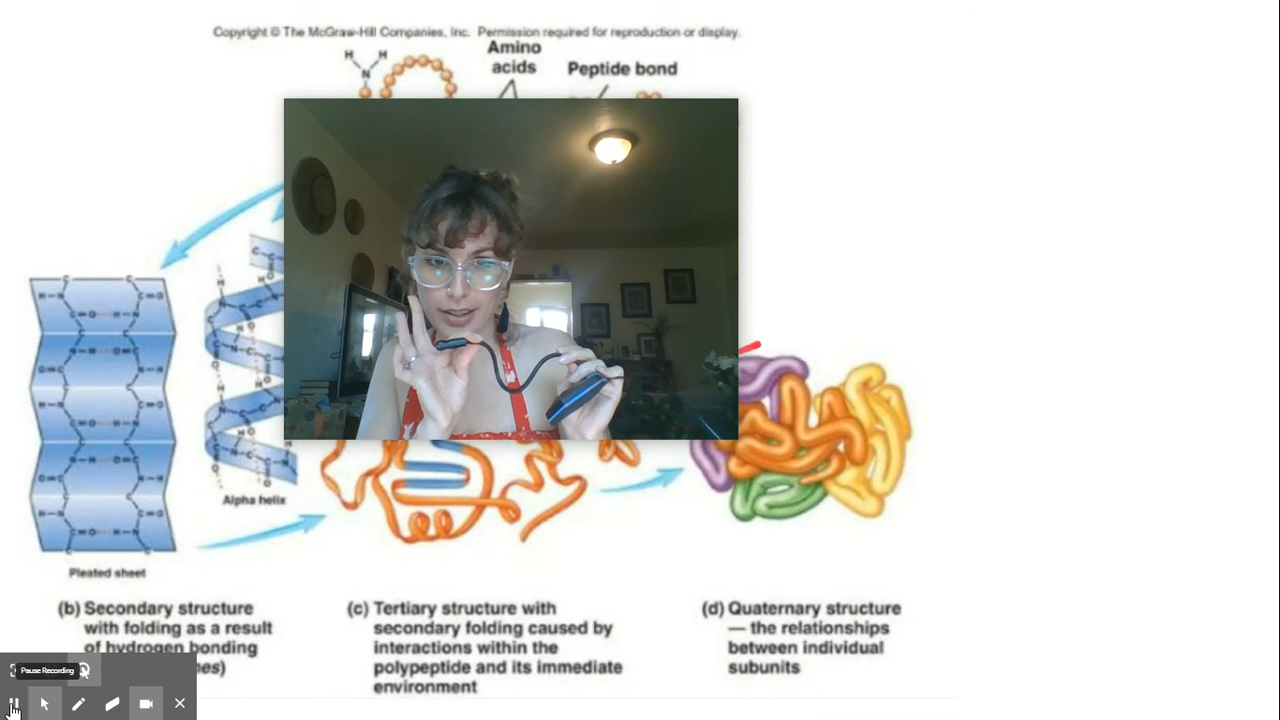 Copyright © The McGraw-Hill Companies, Inc. Permission required for reproduction or display.
Amino
acids
Peptide bond
Alpha helix
Pleated sheet
(b) Secondary structure
with folding as a result
of hydrogen bonding
(c) Tertiary structure with
secondary folding caused by
interactions within the
polypeptide and its immediate
environment
(d) Quaternary structure
— the relationships
between individual
subunits
Pause Recording